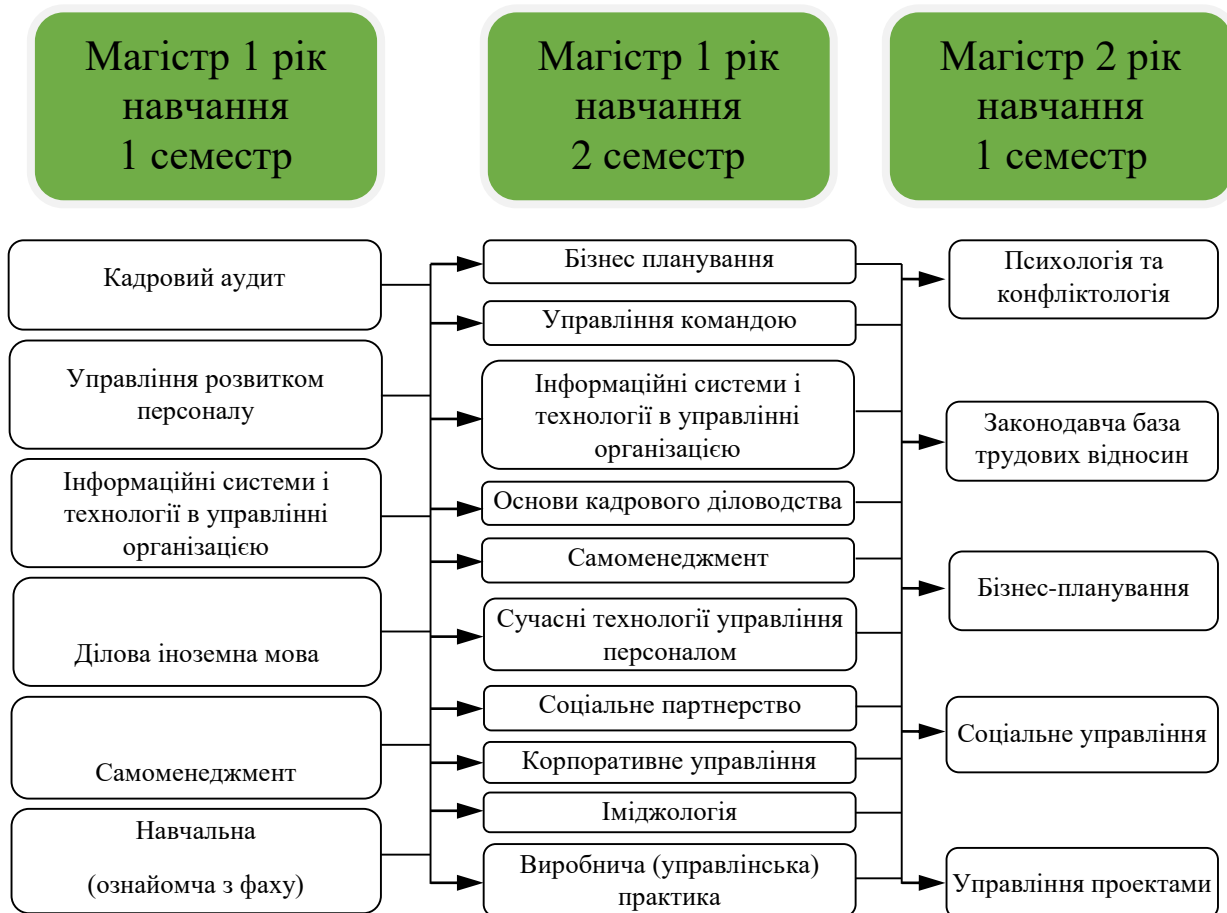 Магістр 1 рік
навчання
1 семестр
Магістр 1 рік
навчання
2 семестр
Магістр 2 рік
навчання
1 семестр
Кадровий аудит
Управління розвитком
персоналу
Інформаційні системи і
технології в управлінні
організацією
Ділова іноземна мова
Самоменеджмент
Навчальна
(ознайомча з фаху)
Бізнес планування
Управління командою
Інформаційні системи і
технології в управлінні
організацією
Основи кадрового діловодства
Самоменеджмент
Сучасні технології управління
персоналом
Соціальне партнерство
Корпоративне управління
Іміджологія
Виробнича (управлінська)
практика
Психологія та
конфліктологія
Законодавча база
трудових відносин
Бізнес-планування
Соціальне управління
Управління проектами